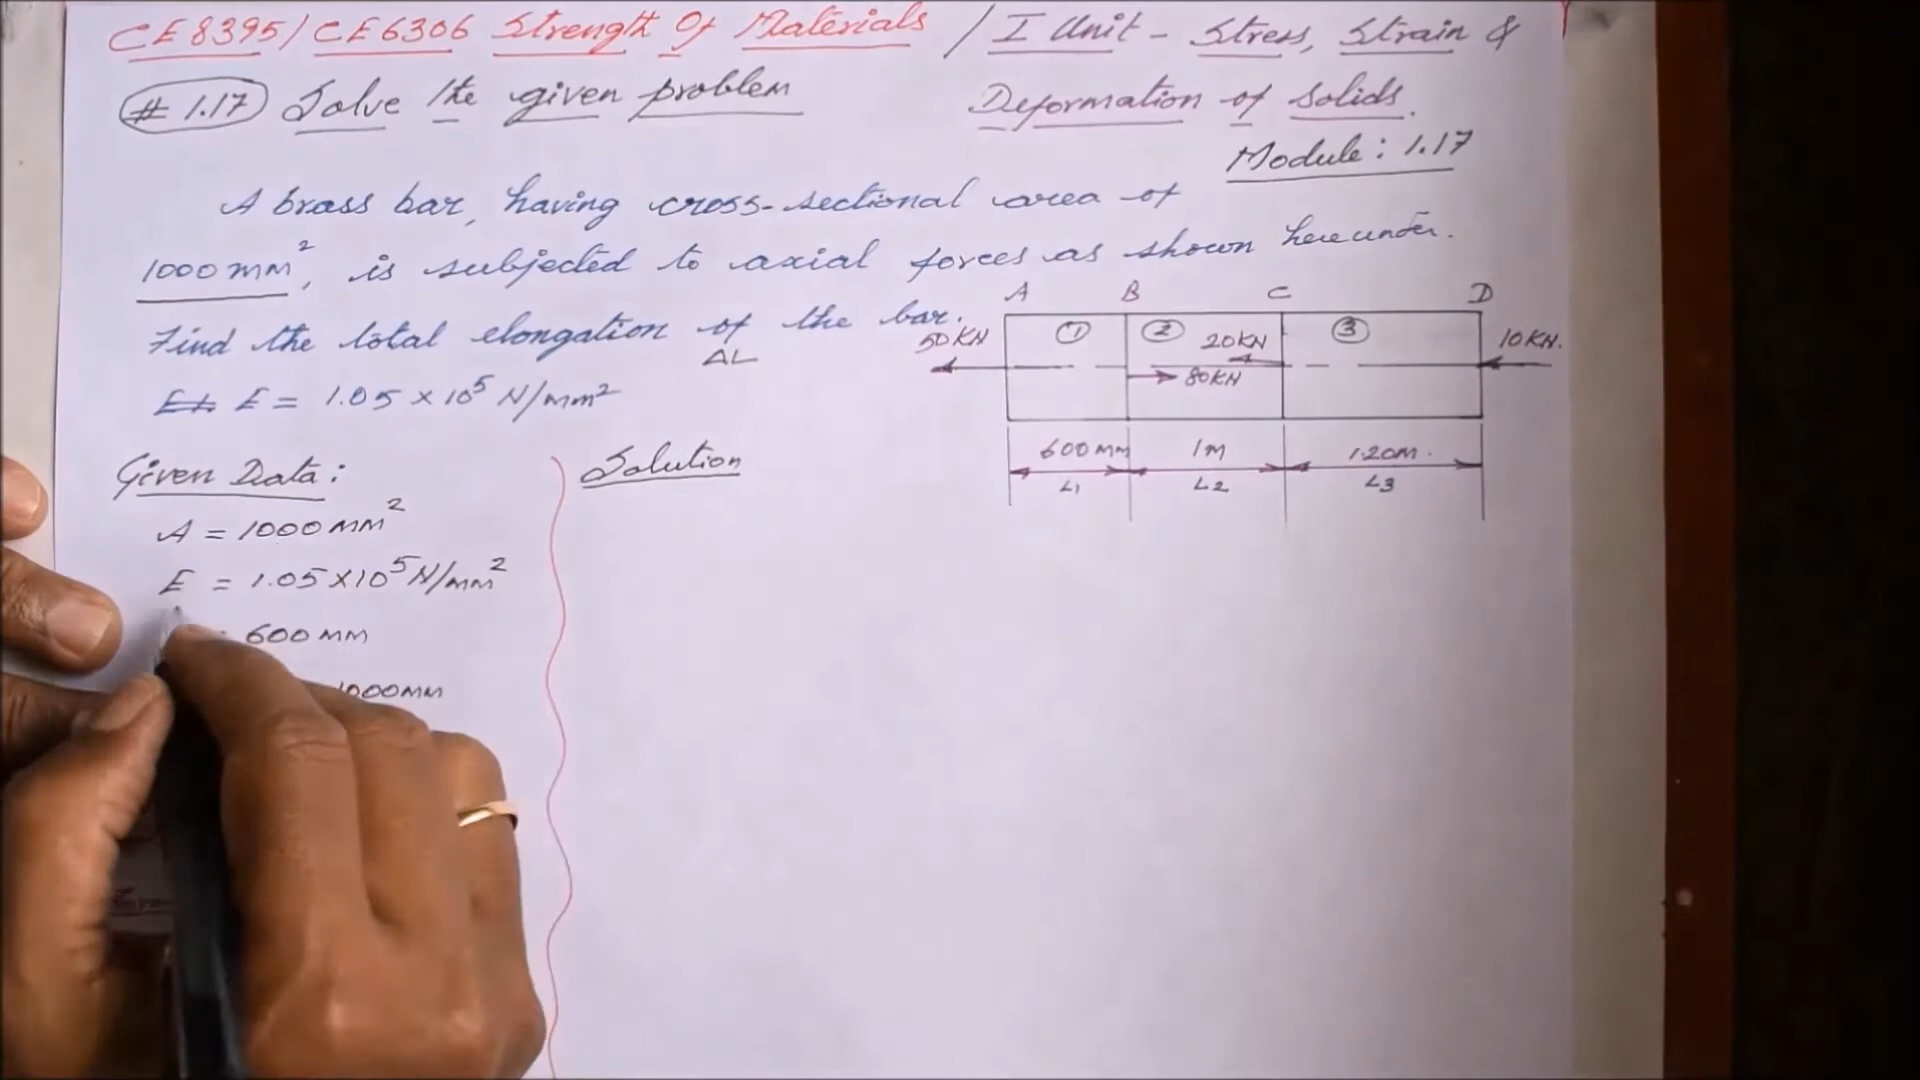 CE8395/CE6306 Strength Of Materials / I Unit - Stress, Strain &
Deformation of Solids.
# 1.17 Solve the given problem
Module: 1.17
A brass bar, having cross-sectional area of
1000 mm², is subjected to axial forces as shown hereunder.
Find the total elongation of the bar.
ΔL
E = 1.05 × 10⁵ N/mm²
A B C D
① ② ③
50KN 20KN 10KN.
80KN
600mm 1m 1.20m.
L1 L2 L3
Given Data:
A = 1000 mm²
E = 1.05×10⁵ N/mm²
600 mm
1000mm
Solution